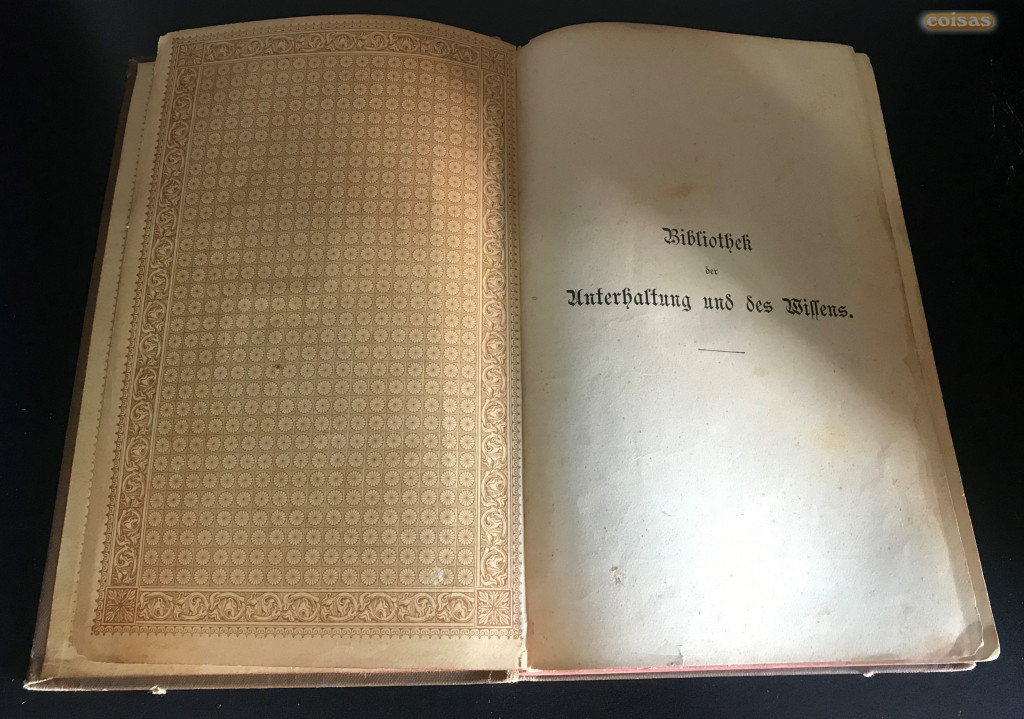 Bibliothek
der
Unterhaltung und des Wissens.
coisas